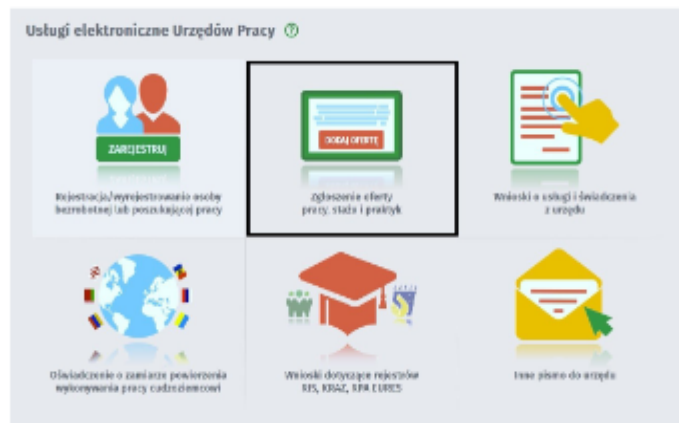 Usługi elektroniczne Urzędów Pracy ?
ZAREJESTRUJ
Rejestracja/wyrejestrowanie osoby
bezrobotnej lub poszukującej pracy
DODAJ OFERTĘ
Zgłoszenie oferty
pracy, stażu i praktyk
Wnioski o usługi i świadczenia
z urzędu
Oświadczenie o zamiarze powierzenia
wykonywania pracy cudzoziemcowi
Wnioski dotyczące rejestrów
RIS, KRAZ, KPA EURES
Inne pismo do urzędu